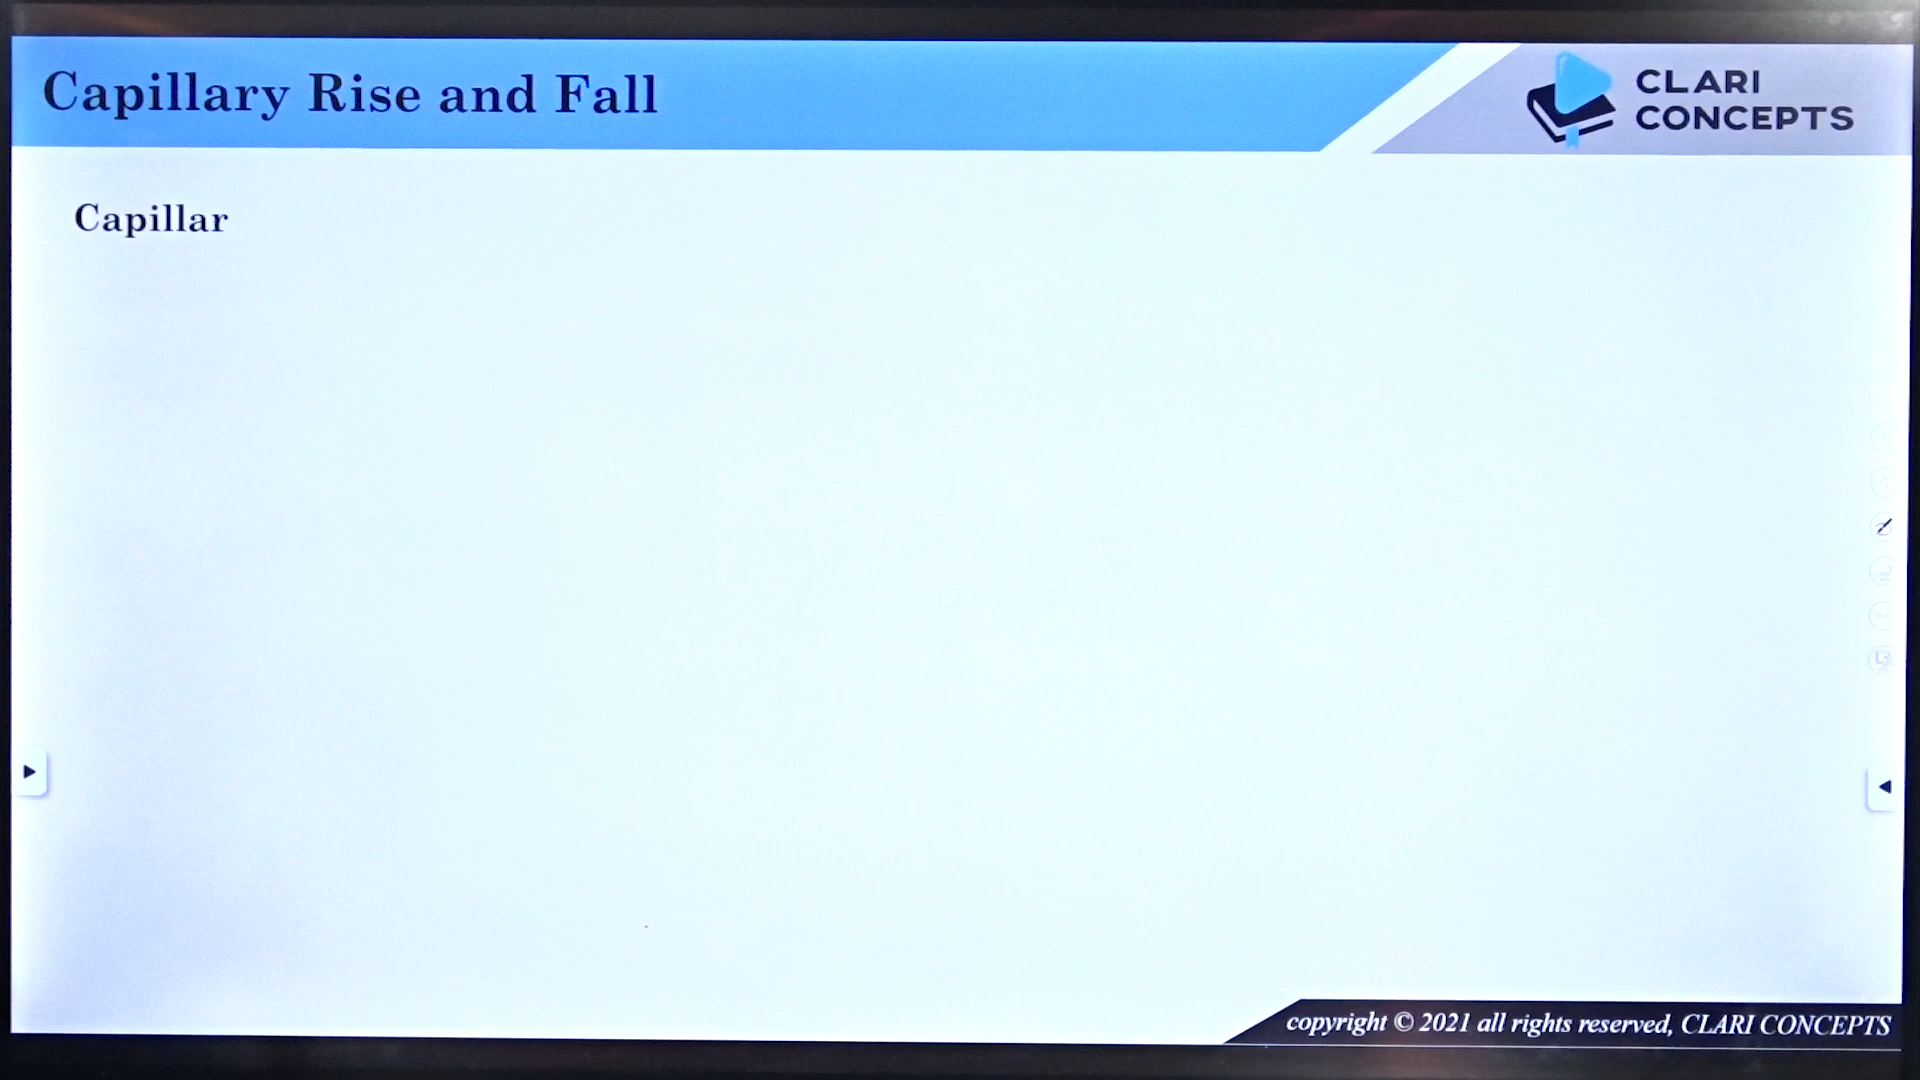 Capillary Rise and Fall
CLARI
CONCEPTS
Capillar
copyright © 2021 all rights reserved, CLARI CONCEPTS